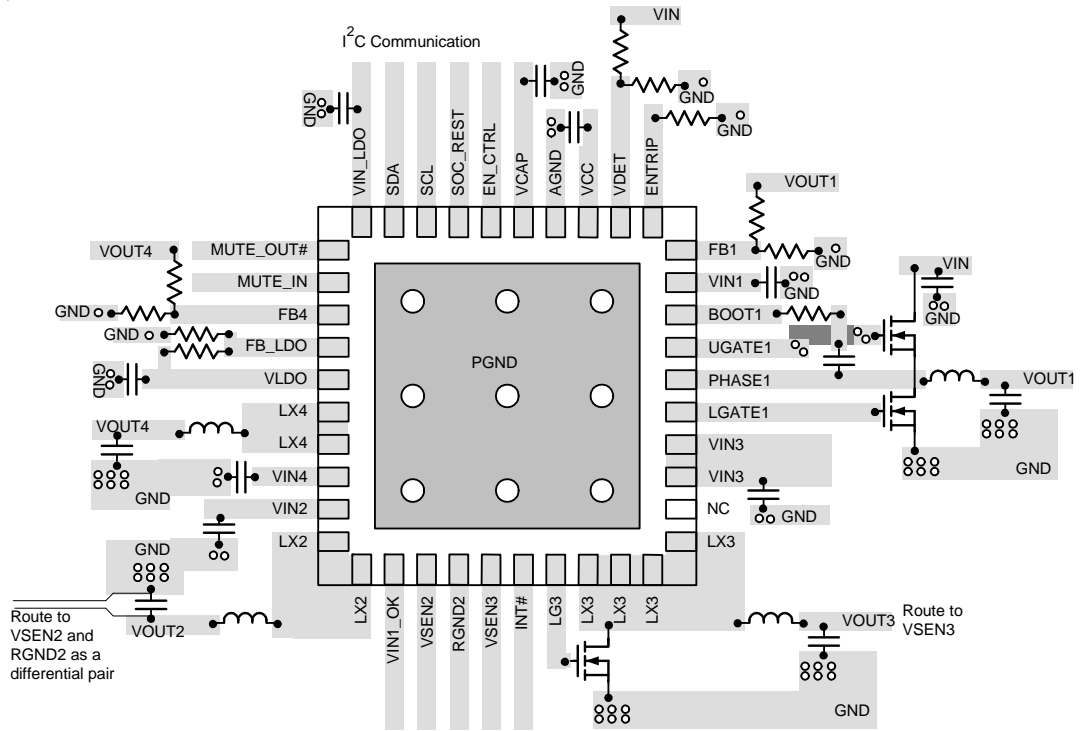 VIN
I2C Communication
GND
GND
GND
GND
VIN_LDO
SDA
SCL
SOC_REST
EN_CTRL
VCAP
AGND
VCC
VDET
ENTRIP
VOUT1
VOUT4
MUTE_OUT#
FB1
GND
VIN
MUTE_IN
VIN1
GND
GND
FB4
BOOT1
GND
GND
FB_LDO
UGATE1
PGND
GND
VLDO
PHASE1
VOUT1
LX4
LGATE1
VOUT4
LX4
VIN3
VIN4
VIN3
GND
GND
VIN2
NC
GND
GND
LX2
LX3
LX2
VIN1_OK
VSEN2
RGND2
VSEN3
INT#
LG3
LX3
LX3
LX3
Route to
VSEN2 and
RGND2 as a
differential pair
VOUT2
VOUT3
Route to
VSEN3
GND